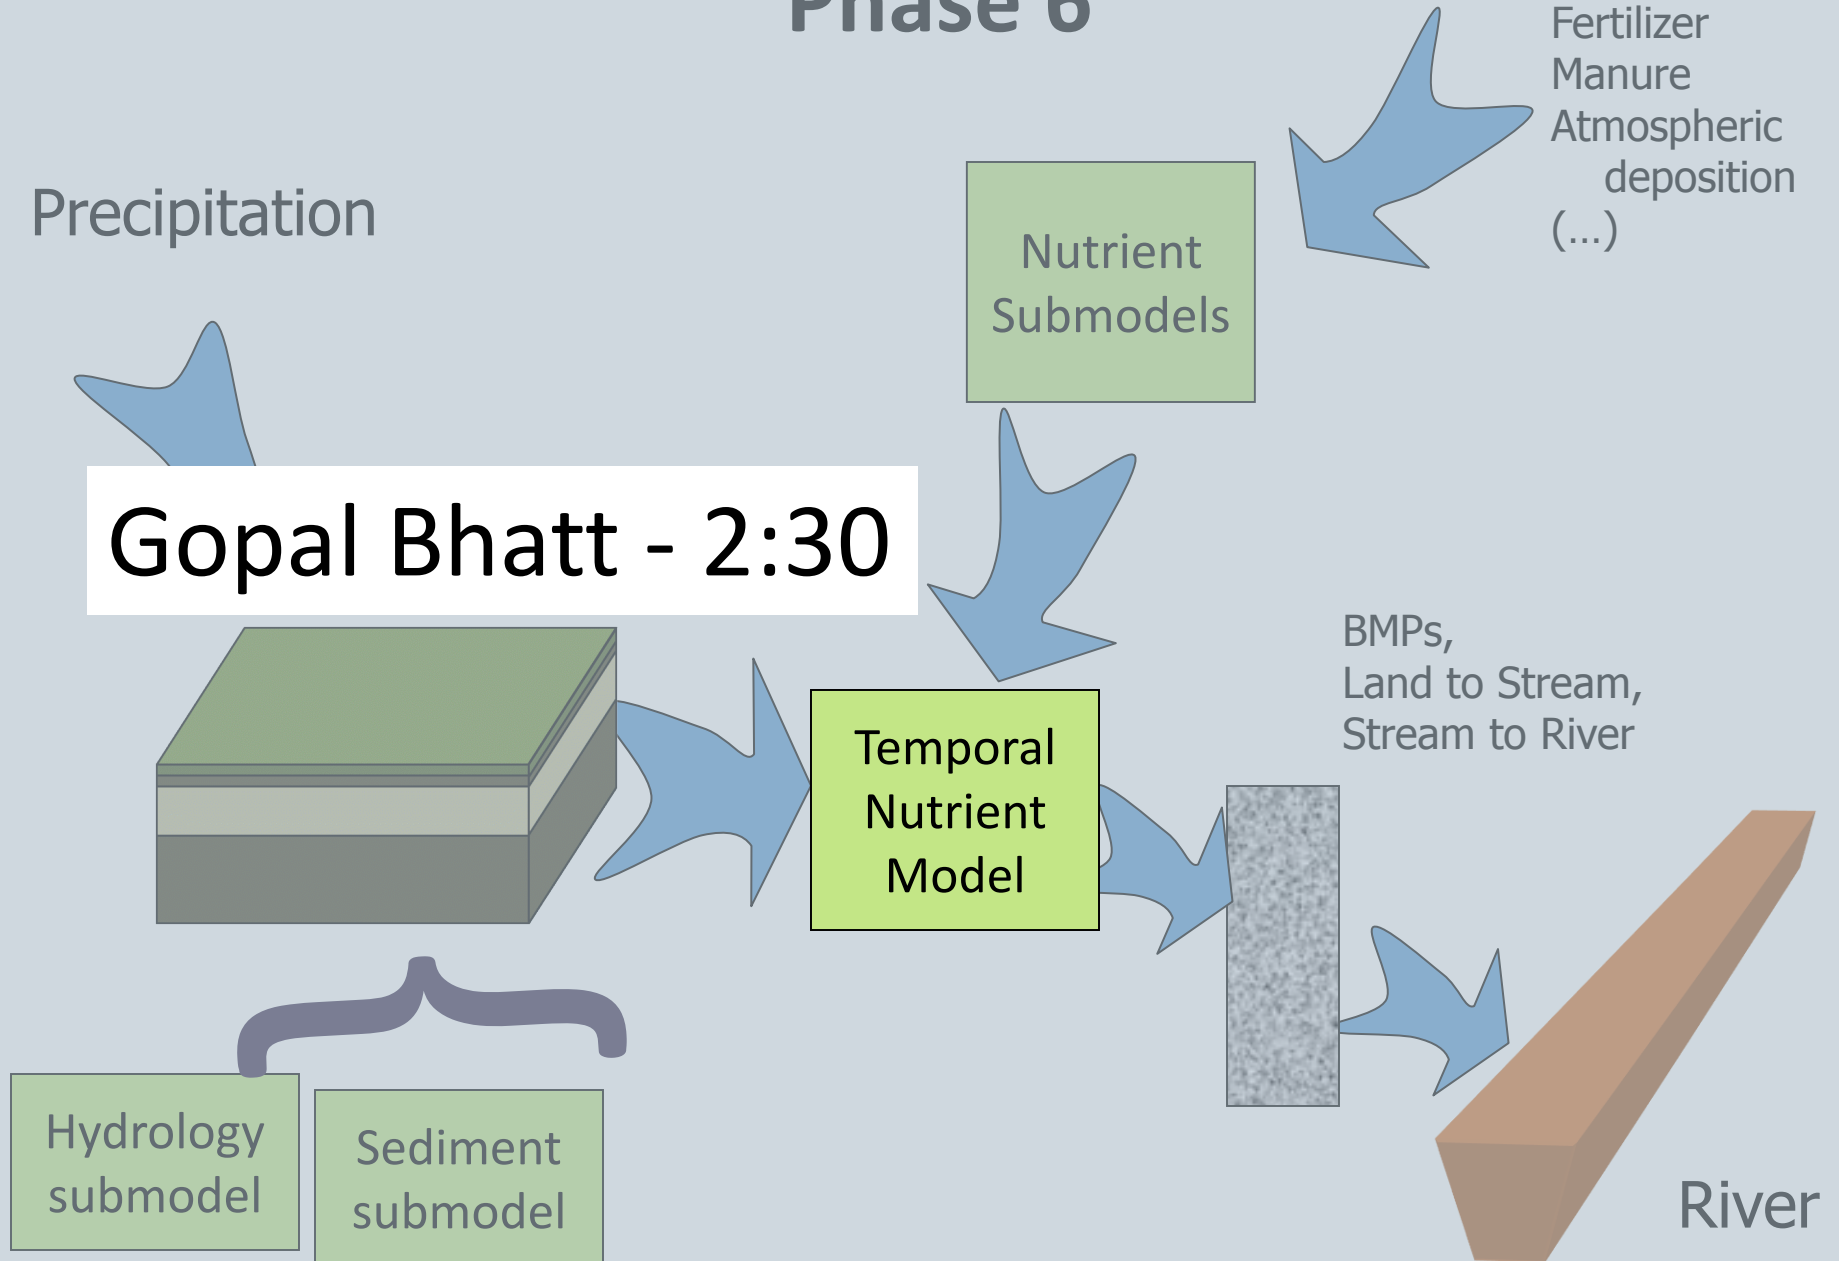 Phase 6
Fertilizer
Manure
Atmospheric
deposition
(...)
Precipitation
Nutrient
Submodels
Gopal Bhatt - 2:30
BMPs,
Land to Stream,
Stream to River
Temporal
Nutrient
Model
Hydrology
submodel
Sediment
submodel
River